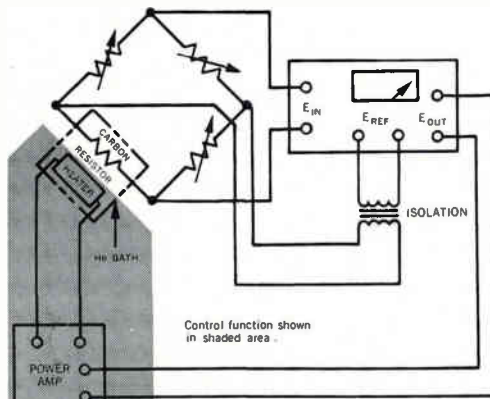 E IN
E REF
E OUT
CARBON
RESISTOR
HEATER
ISOLATION
He BATH
Control function shown
in shaded area.
POWER
AMP